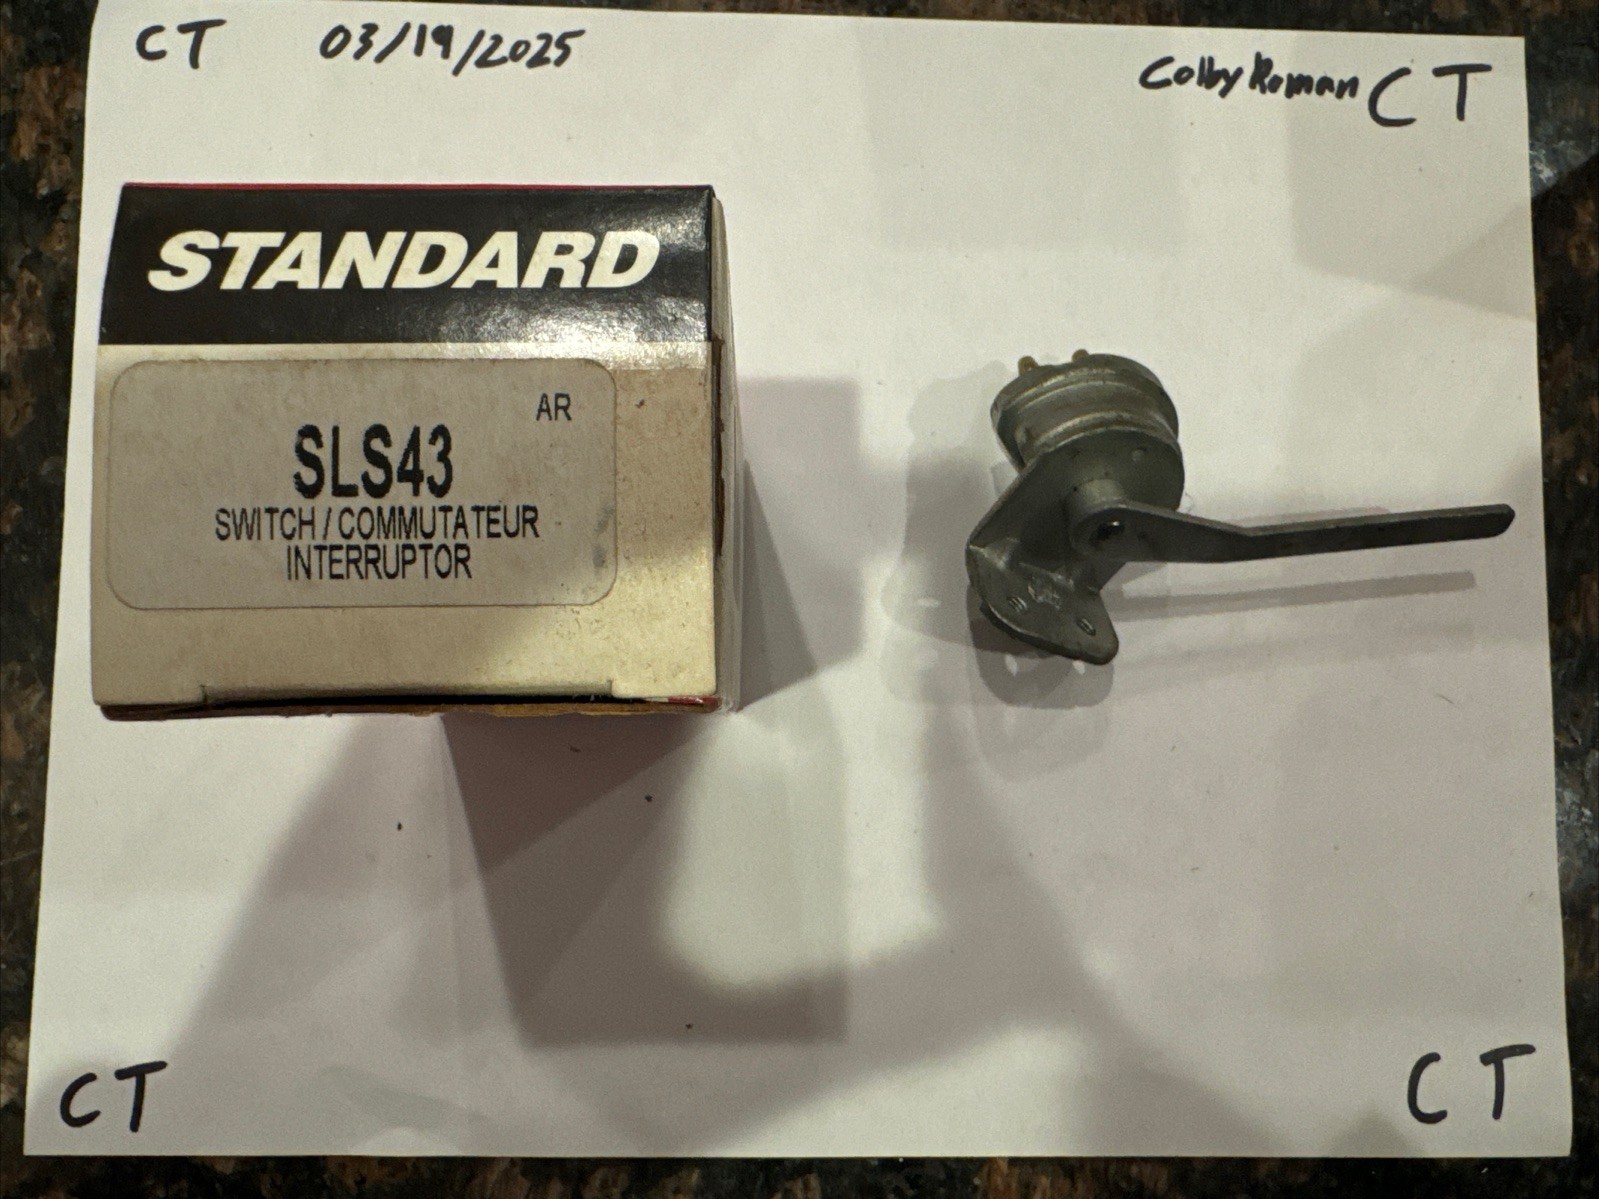 CT 03/19/2025
Colby Roman CT
STANDARD
AR
SLS43
SWITCH / COMMUTATEUR
INTERRUPTOR
CT
CT